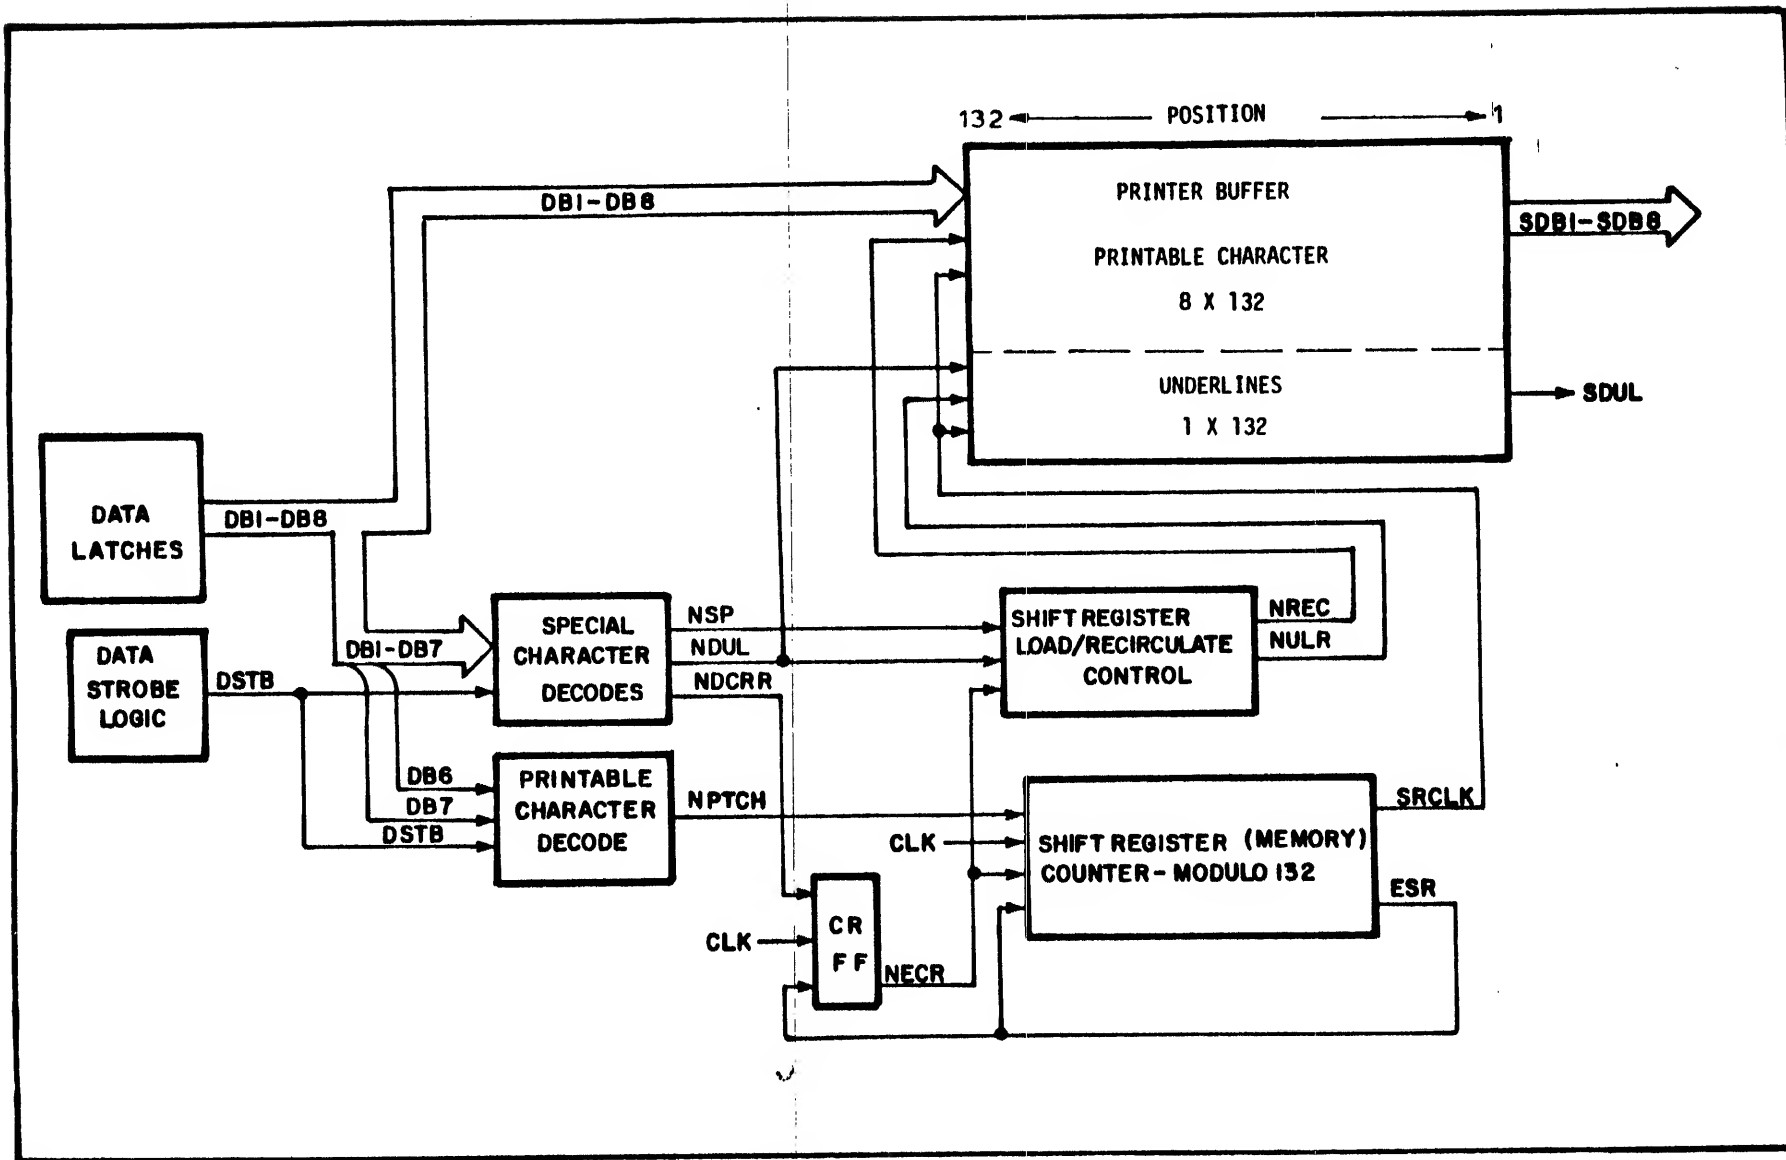 132 POSITION 1
PRINTER BUFFER
DB1-DB8
SDB1-SDB8
PRINTABLE CHARACTER
8 X 132
UNDERLINES
SDUL
1 X 132
DATA
LATCHES
DB1-DB8
DATA
STROBE
LOGIC
DSTB
DB1-DB7
SPECIAL
CHARACTER
DECODES
NSP
NDUL
NDCRR
SHIFT REGISTER
LOAD/RECIRCULATE
CONTROL
NREC
NULR
DB6
DB7
DSTB
PRINTABLE
CHARACTER
DECODE
NPTCH
CLK
SHIFT REGISTER (MEMORY)
COUNTER - MODULO 132
SRCLK
ESR
CLK
CR
FF
NECR